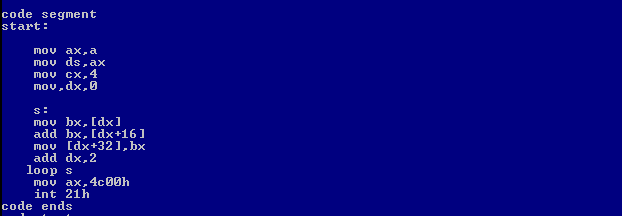 code segment
start:
mov ax,a
mov ds,ax
mov cx,4
mov,dx,0
s:
mov bx,[dx]
add bx,[dx+16]
mov [dx+32],bx
add dx,2
loop s
mov ax,4c00h
int 21h
code ends